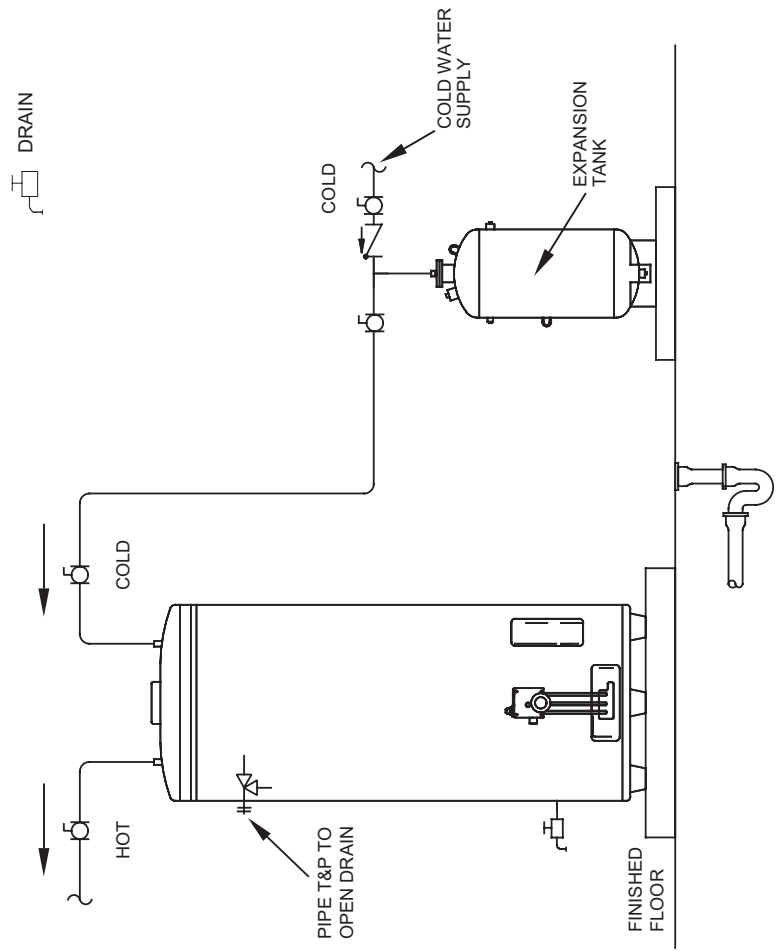 DRAIN
COLD WATER
SUPPLY
COLD
EXPANSION
TANK
COLD
HOT
PIPE T&P TO
OPEN DRAIN
FINISHED
FLOOR